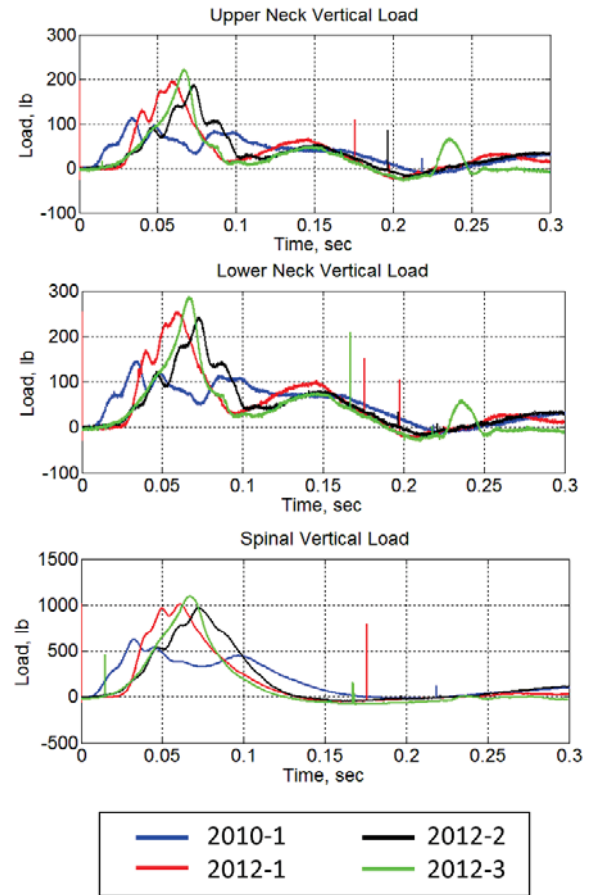 Upper Neck Vertical Load
300
200
100
0
-100
Load, lb
0 0.05 0.1 0.15 0.2 0.25 0.3
Time, sec
Lower Neck Vertical Load
300
200
100
0
-100
Load, lb
0 0.05 0.1 0.15 0.2 0.25 0.3
Time, sec
Spinal Vertical Load
1500
1000
500
0
-500
Load, lb
0 0.05 0.1 0.15 0.2 0.25 0.3
Time, sec
2010-1 2012-2
2012-1 2012-3